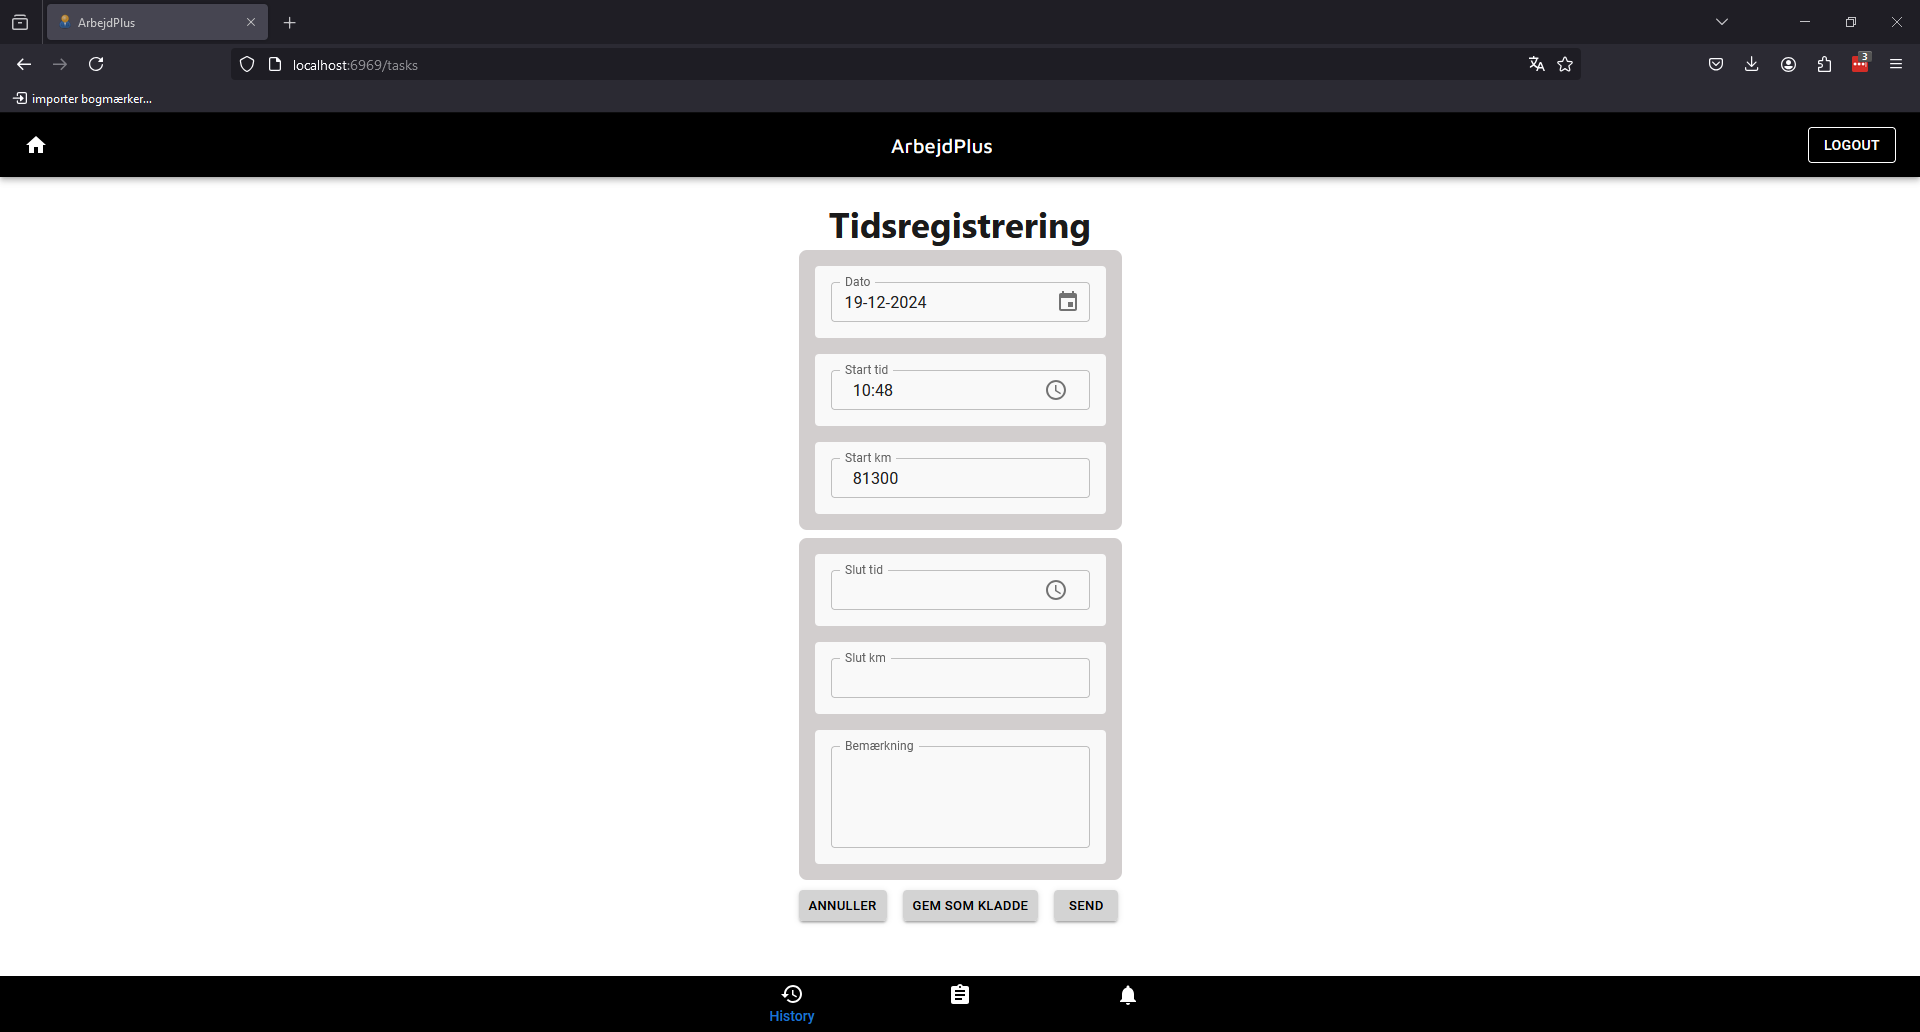 ArbejdPlus
localhost:6969/tasks
3
importer bogmærker...
ArbejdPlus
LOGOUT
Tidsregistrering
Dato
19-12-2024
Start tid
10:48
Start km
81300
Slut tid
Slut km
Bemærkning
ANNULLER
GEM SOM KLADDE
SEND
History